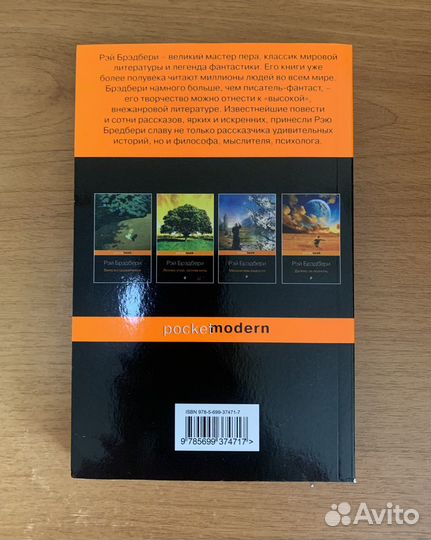 Рэй Брэдбери – великий мастер пера, классик мировой
литературы и легенда фантастики. Его книги уже
более полувека читают миллионы людей во всем мире.
Брэдбери намного больше, чем писатель-фантаст, –
его творчество можно отнести к «высокой»,
внежанровой литературе. Известнейшие повести
и сотни рассказов, ярких и искренних, принесли Рэю
Бредбери славу не только рассказчика удивительных
историй, но и философа, мыслителя, психолога.
Рэй Брэдбери
Рэй Брэдбери
Рэй Брэдбери
Рэй Брэдбери
pocket modern
ISBN 978-5-699-37471-7
9 785699 374717 >
Avito